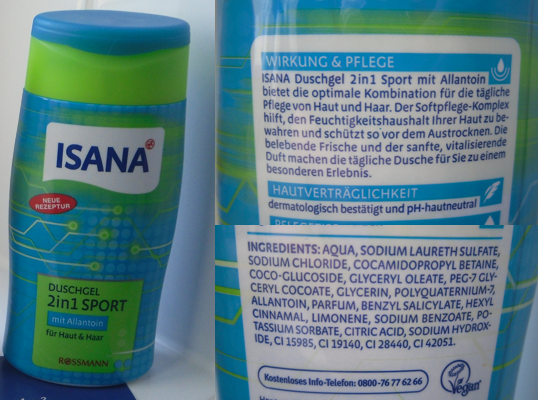 ISANA
NEUE
REZEPTUR
DUSCHGEL
2in1 SPORT
mit Allantoin
für Haut & Haar
ROSSMANN
WIRKUNG & PFLEGE
ISANA Duschgel 2in1 Sport mit Allantoin
bietet die optimale Kombination für die tägliche
Pflege von Haut und Haar. Der Softpflege-Komplex
hilft, den Feuchtigkeitshaushalt Ihrer Haut zu be-
wahren und schützt so vor dem Austrocknen. Die
belebende Frische und der sanfte, vitalisierende
Duft machen die tägliche Dusche für Sie zu einem
besonderen Erlebnis.
HAUTVERTRÄGLICHKEIT
dermatologisch bestätigt und pH-hautneutral
INGREDIENTS: AQUA, SODIUM LAURETH SULFATE,
SODIUM CHLORIDE, COCAMIDOPROPYL BETAINE,
COCO-GLUCOSIDE, GLYCERYL OLEATE, PEG-7 GLY-
CERYL COCOATE, GLYCERIN, POLYQUATERNIUM-7,
ALLANTOIN, PARFUM, BENZYL SALICYLATE, HEXYL
CINNAMAL, LIMONENE, SODIUM BENZOATE, PO-
TASSIUM SORBATE, CITRIC ACID, SODIUM HYDROX-
IDE, CI 15985, CI 19140, CI 28440, CI 42051.
Kostenloses Info-Telefon: 0800-76 77 62 66
Vegan